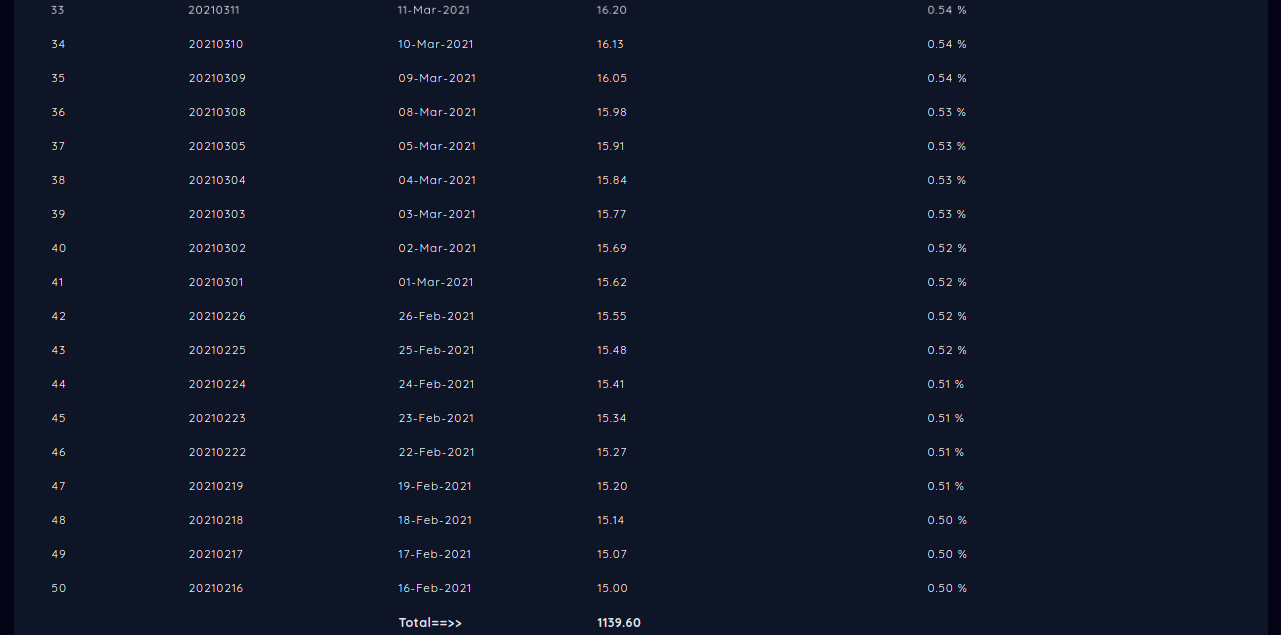 33 20210311 11-Mar-2021 16.20 0.54 %
34 20210310 10-Mar-2021 16.13 0.54 %
35 20210309 09-Mar-2021 16.05 0.54 %
36 20210308 08-Mar-2021 15.98 0.53 %
37 20210305 05-Mar-2021 15.91 0.53 %
38 20210304 04-Mar-2021 15.84 0.53 %
39 20210303 03-Mar-2021 15.77 0.53 %
40 20210302 02-Mar-2021 15.69 0.52 %
41 20210301 01-Mar-2021 15.62 0.52 %
42 20210226 26-Feb-2021 15.55 0.52 %
43 20210225 25-Feb-2021 15.48 0.52 %
44 20210224 24-Feb-2021 15.41 0.51 %
45 20210223 23-Feb-2021 15.34 0.51 %
46 20210222 22-Feb-2021 15.27 0.51 %
47 20210219 19-Feb-2021 15.20 0.51 %
48 20210218 18-Feb-2021 15.14 0.50 %
49 20210217 17-Feb-2021 15.07 0.50 %
50 20210216 16-Feb-2021 15.00 0.50 %
Total==>> 1139.60